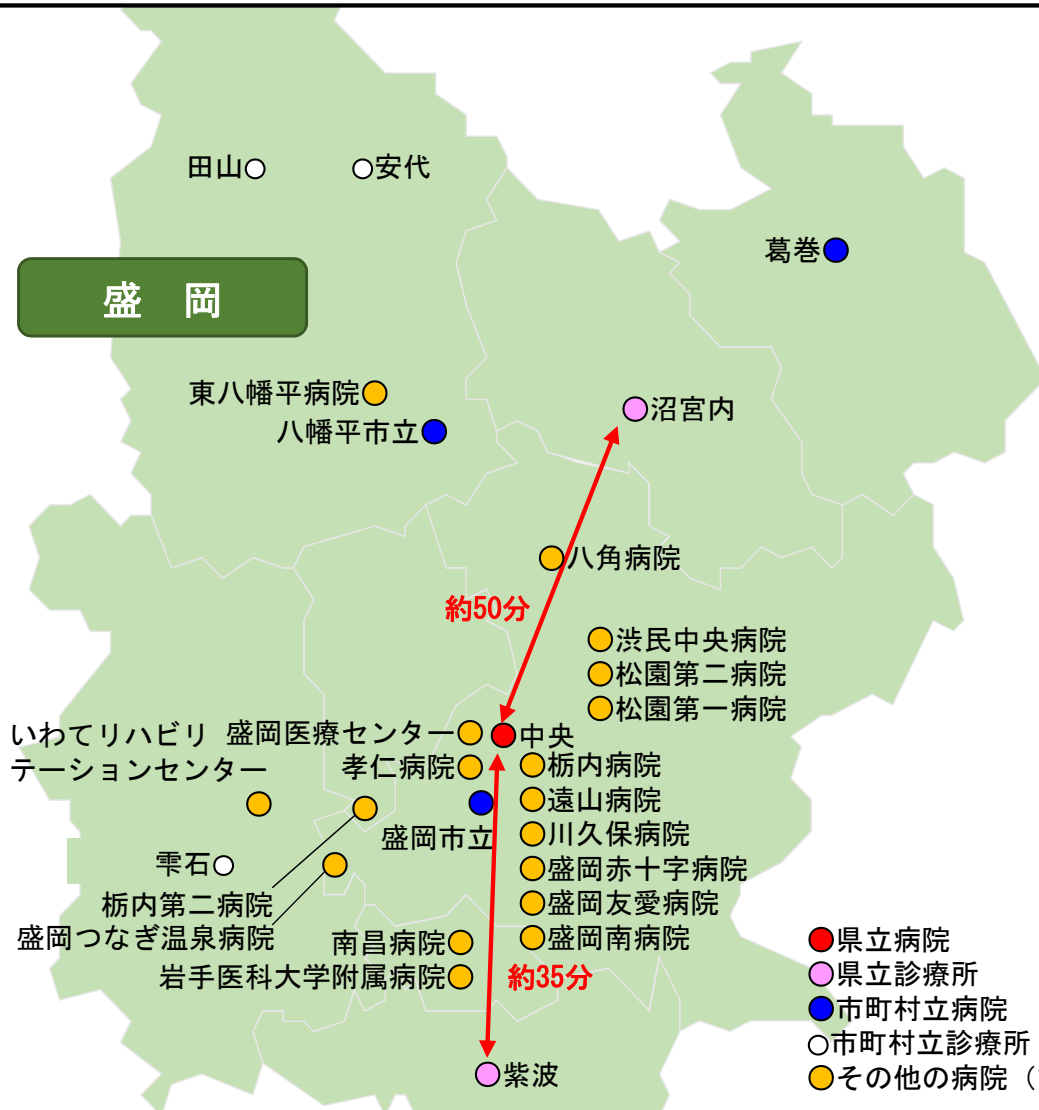 田山
安代
葛巻
盛　岡
東八幡平病院
沼宮内
八幡平市立
八角病院
約50分
渋民中央病院
松園第二病院
松園第一病院
いわてリハビリ
テーションセンター
盛岡医療センター
中央
孝仁病院
栃内病院
遠山病院
盛岡市立
川久保病院
雫石
盛岡赤十字病院
栃内第二病院
盛岡友愛病院
盛岡つなぎ温泉病院
南昌病院
盛岡南病院
岩手医科大学附属病院
約35分
紫波
県立病院
県立診療所
市町村立病院
市町村立診療所
その他の病院（